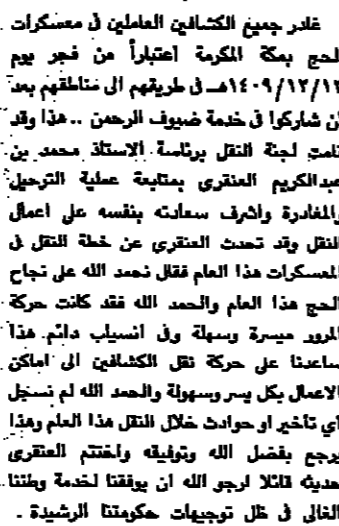 غادر جميع الكشافين العاملين في معسكرات
الحج بمكة المكرمة اعتباراً من فجر يوم
١٤٠٩/١٢/١٢هـ في طريقهم الى مناطقهم بعد
ان شاركوا في خدمة ضيوف الرحمن .. هذا وقد
قامت لجنة النقل برئاسة الاستاذ محمد بن
عبدالكريم العنقري بمتابعة عملية الترحيل
والمغادرة واشرف سعادته بنفسه على اعمال
النقل وقد تحدث العنقري عن خطة النقل في
المعسكرات هذا العام فقال نحمد الله على نجاح
الحج هذا العام والحمد الله فقد كانت حركة
المرور ميسرة وسهلة وفي انسياب دائم. هذا
ساعدنا على حركة نقل الكشافين الى اماكن
الاعمال بكل يسر وسهولة والحمد الله لم نسجل
أي تأخير او حوادث خلال النقل هذا العام وهذا
يرجع بفضل الله وتوفيقه واختتم العنقري
حديثه قائلا ارجو الله ان يوفقنا لخدمة وطننا
الغالي في ظل توجيهات حكومتنا الرشيدة .